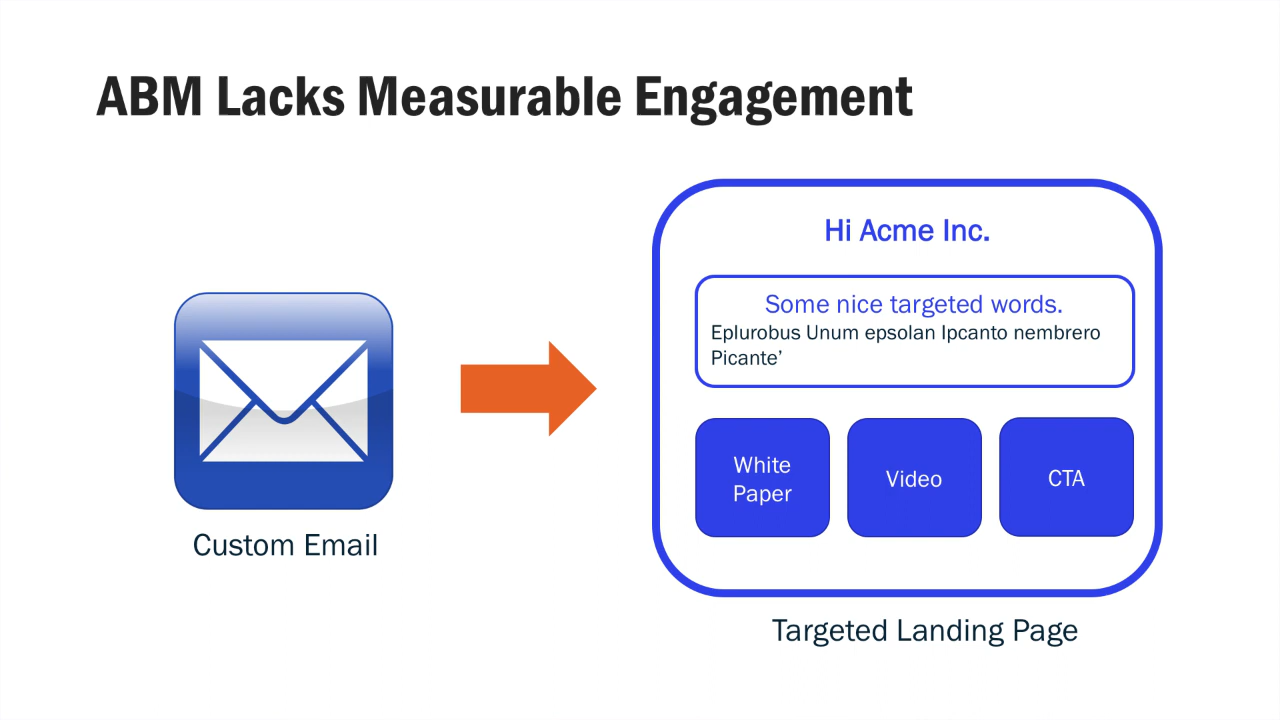 ABM Lacks Measurable Engagement
Hi Acme Inc.
Some nice targeted words.
Eplurobus Unum epsolan Ipcanto nembrero
Picante’
White
Paper
Video
CTA
Custom Email
Targeted Landing Page